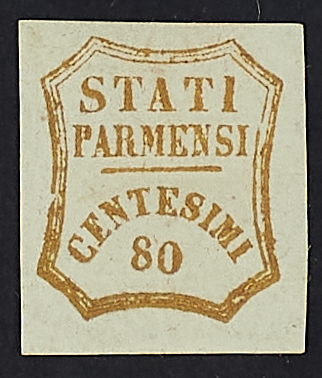 STATI
PARMENSI
CENTESIMI
80